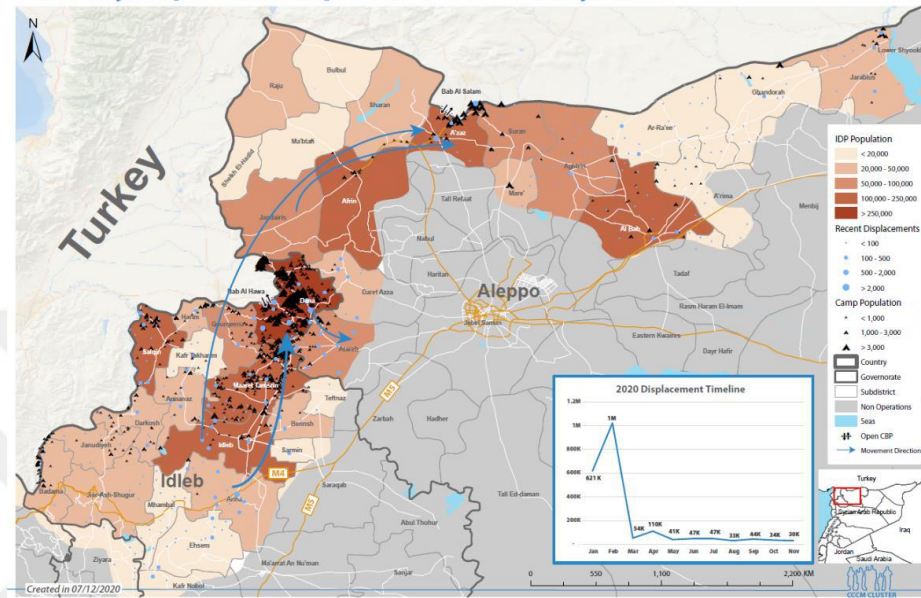 N
Turkey
Aleppo
Idleb
Bulbul
Raju
Sharan
Ma'btali
Sheikh El-Hadid
Jandairis
Afrin
Bab Al Salam
A'zaz
Suran
Mare'
Tall Refaat
Nabul
Haritan
Aghtrin
Al Bab
Ar-Ra'ee
Ghandorah
Jarablus
Lower Shyookh
A'rima
Menbij
Tadaf
Rasm Haram El-Imam
Eastern Kwaires
Dayr Hafir
Jebel Saman
Bab Al Hawa
Dana
Daret Azza
Atareb
Harim
Salqin
Kafr Takharim
Maaret Tamsrin
Armanaz
Teftnaz
Bennsh
Darkosh
Janudiyeh
Idleb
Sarmin
Badama
Jisr-Ash-Shugur
Mhambal
Ariha
Saraqab
Ehsem
Ziyara
Kafr Nobol
Ma'arrat An Nu'man
Abul Thohur
Sanjar
Zarbah
Hadher
Tall Ed-daman
M4
M5
M5
IDP Population
< 20,000
20,000 - 50,000
50,000 - 100,000
100,000 - 250,000
> 250,000
Recent Displacements
< 100
100 - 500
500 - 2,000
> 2,000
Camp Population
< 1,000
1,000 - 3,000
> 3,000
Country
Governorate
Subdistrict
Non Operations
Seas
Open CBP
Movement Direction
2020 Displacement Timeline
1.2M
1M
800K
600K
400K
200K
-
621K
1M
54K
110K
41K
47K
47K
33K
44K
34K
38K
Jan Feb Mar Apr May Jun Jul Aug Sep Oct Nov
0 550 1,100 2,200 KM
Turkey
Syrian Arab Republic
Iraq
Jordan
Saudi Arabia
CCCM CLUSTER
Created in 07/12/2020